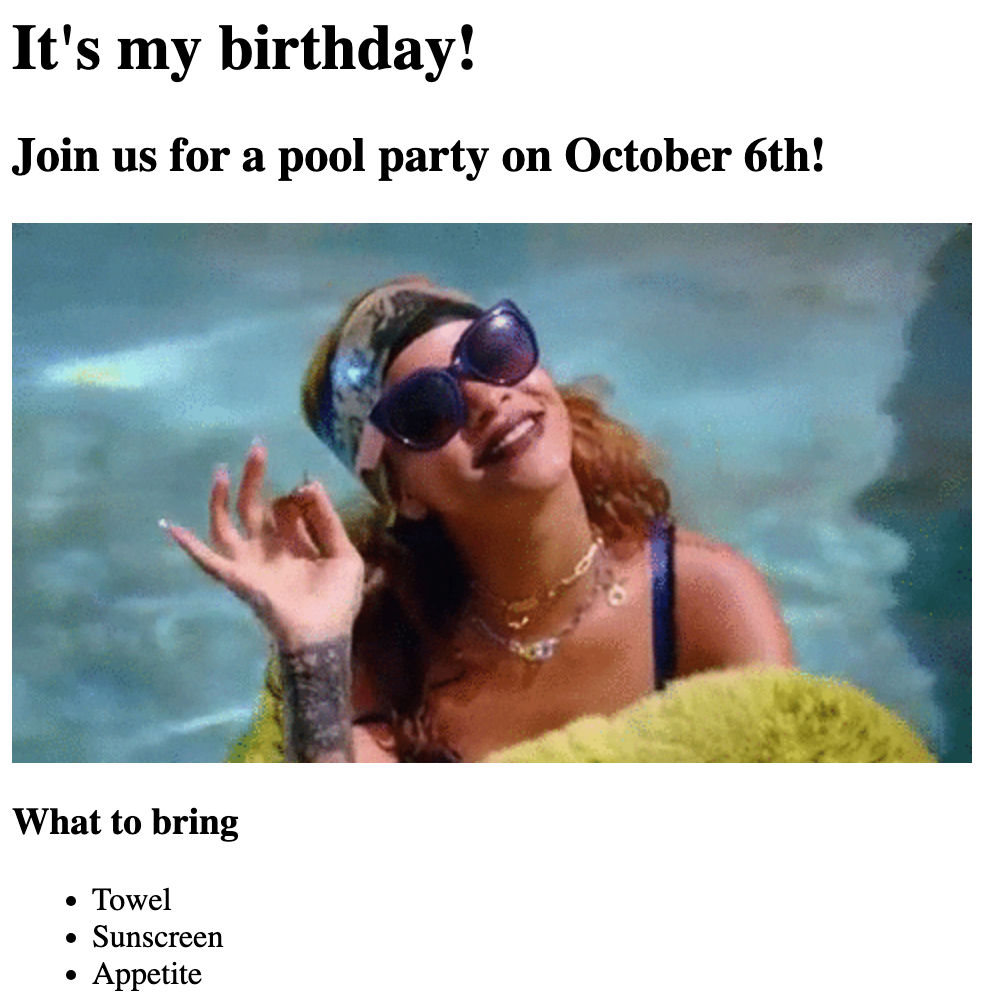 It's my birthday!
Join us for a pool party on October 6th!
What to bring
• Towel
• Sunscreen
• Appetite